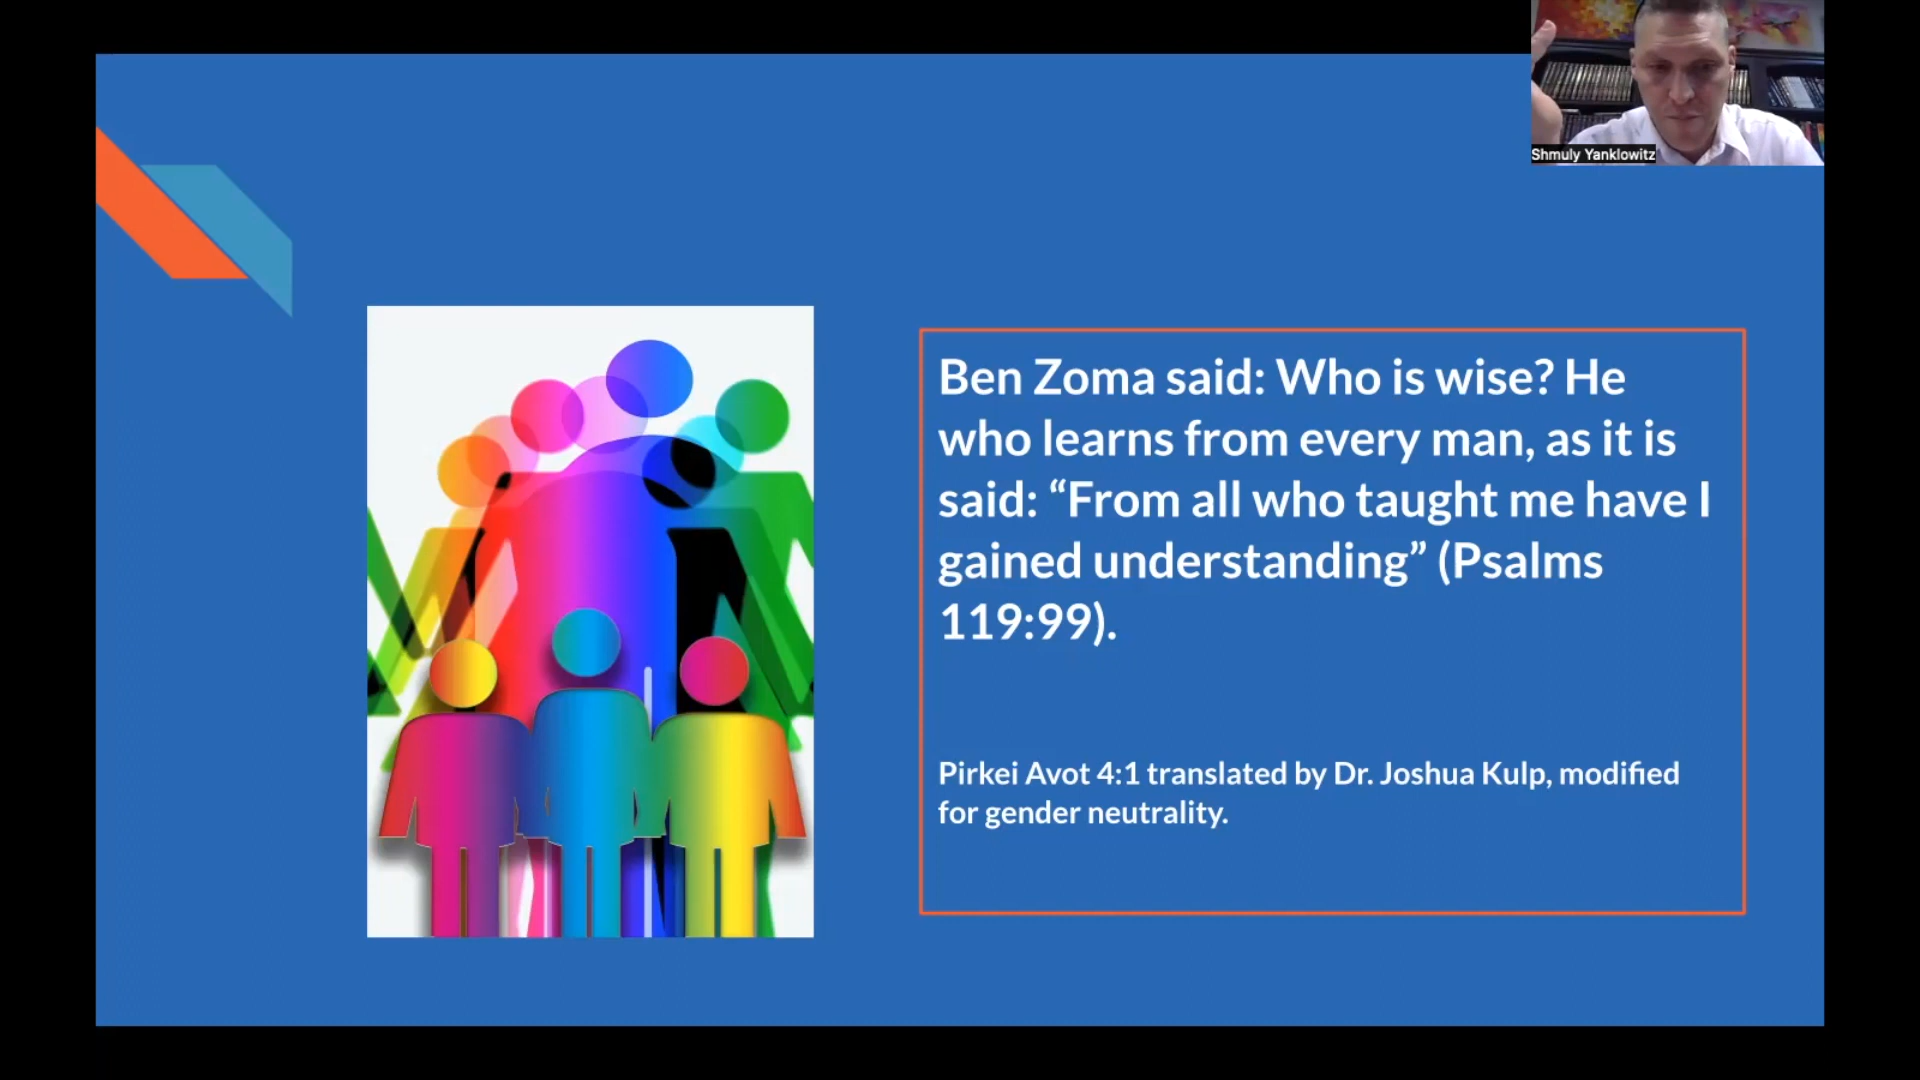 Shmuly Yanklowitz
Ben Zoma said: Who is wise? He
who learns from every man, as it is
said: “From all who taught me have I
gained understanding” (Psalms
119:99).
Pirkei Avot 4:1 translated by Dr. Joshua Kulp, modified
for gender neutrality.